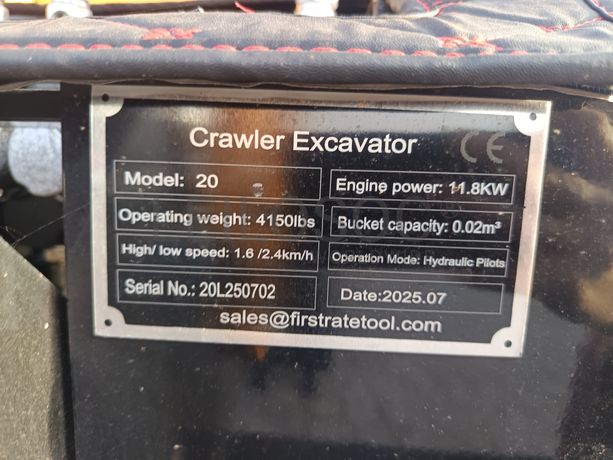 Crawler Excavator CE
Model: 20
Engine power: 11.8KW
Operating weight: 4150lbs
Bucket capacity: 0.02m³
High/ low speed: 1.6 /2.4km/h
Operation Mode: Hydraulic Pilots
Serial No.: 20L250702
Date:2025.07
sales@firstratetool.com